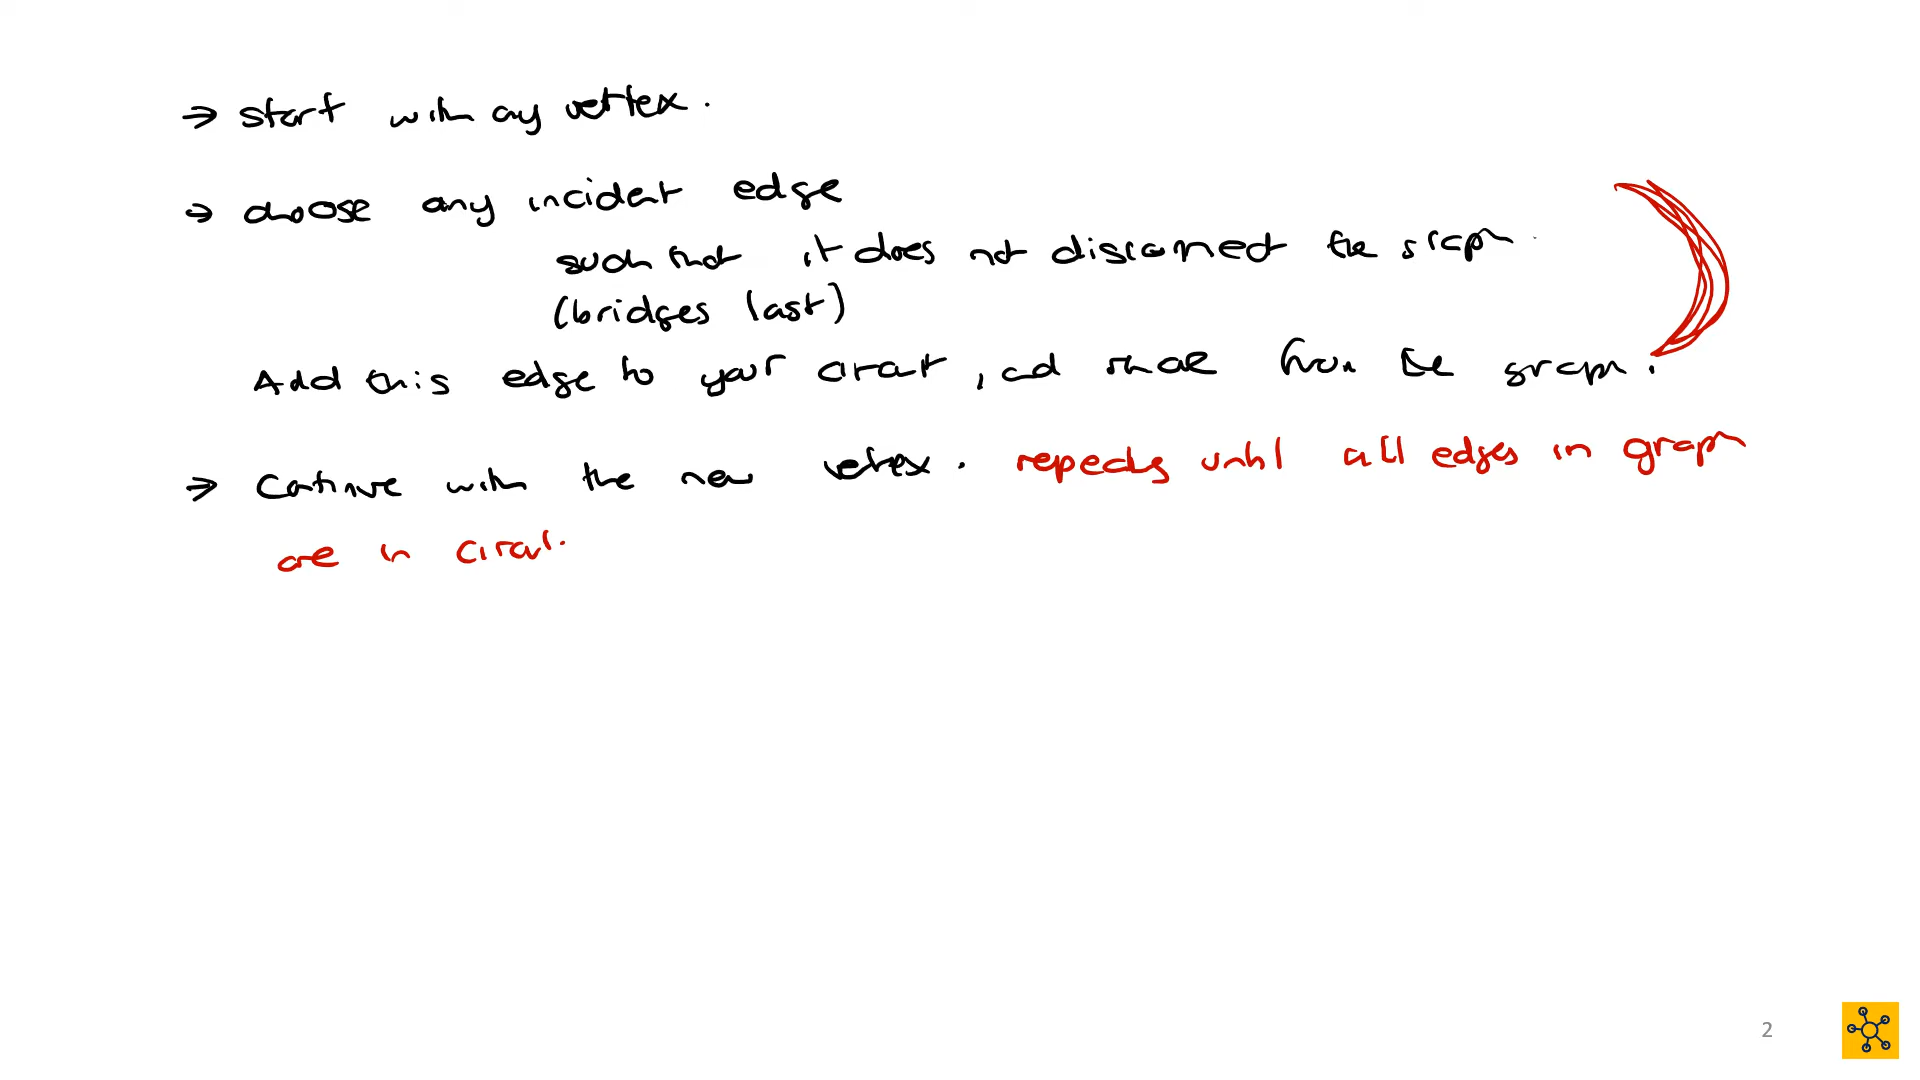 → start with any vertex.
→ choose any incident edge
such that it does not disconnect the graph.
(bridges last)
Add this edge to your circuit, and remove from the graph.
→ Continue with the new vertex. repeatedly until all edges in graph
are in circuit.
2